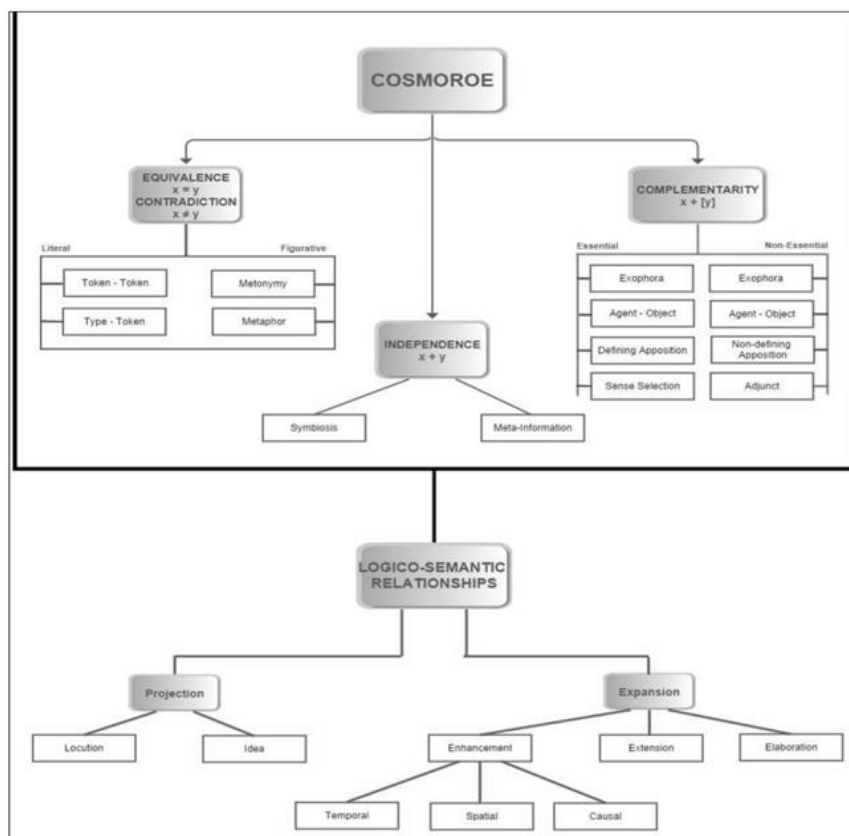 COSMOROE
EQUIVALENCE
x = y
CONTRADICTION
x ≠ y
COMPLEMENTARITY
x + [y]
Literal
Figurative
Essential
Non-Essential
Token - Token
Metonymy
Type - Token
Metaphor
Exophora
Exophora
Agent - Object
Agent - Object
Defining Apposition
Non-defining
Apposition
Sense Selection
Adjunct
INDEPENDENCE
x + y
Symbiosis
Meta-Information
LOGICO-SEMANTIC
RELATIONSHIPS
Projection
Expansion
Locution
Idea
Enhancement
Extension
Elaboration
Temporal
Spatial
Causal